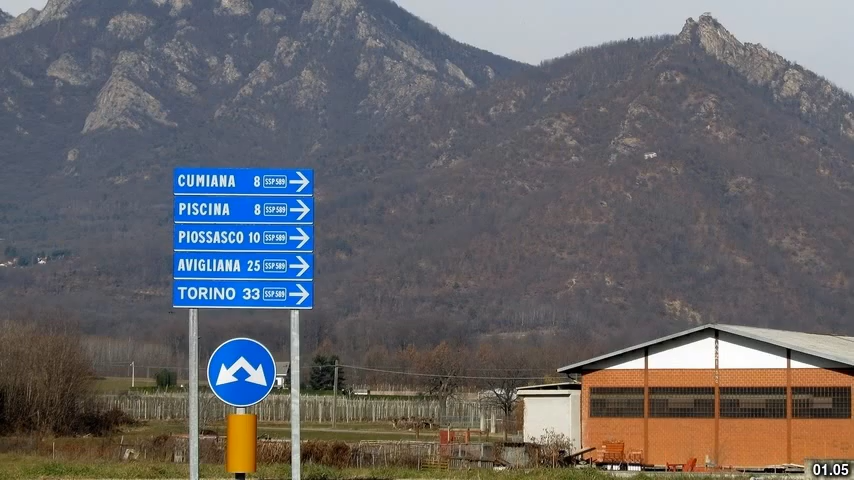 CUMIANA 8 SSP589
PISCINA 8 SSP589
PIOSSASCO 10 SSP589
AVIGLIANA 25 SSP589
TORINO 33 SSP589
01.05